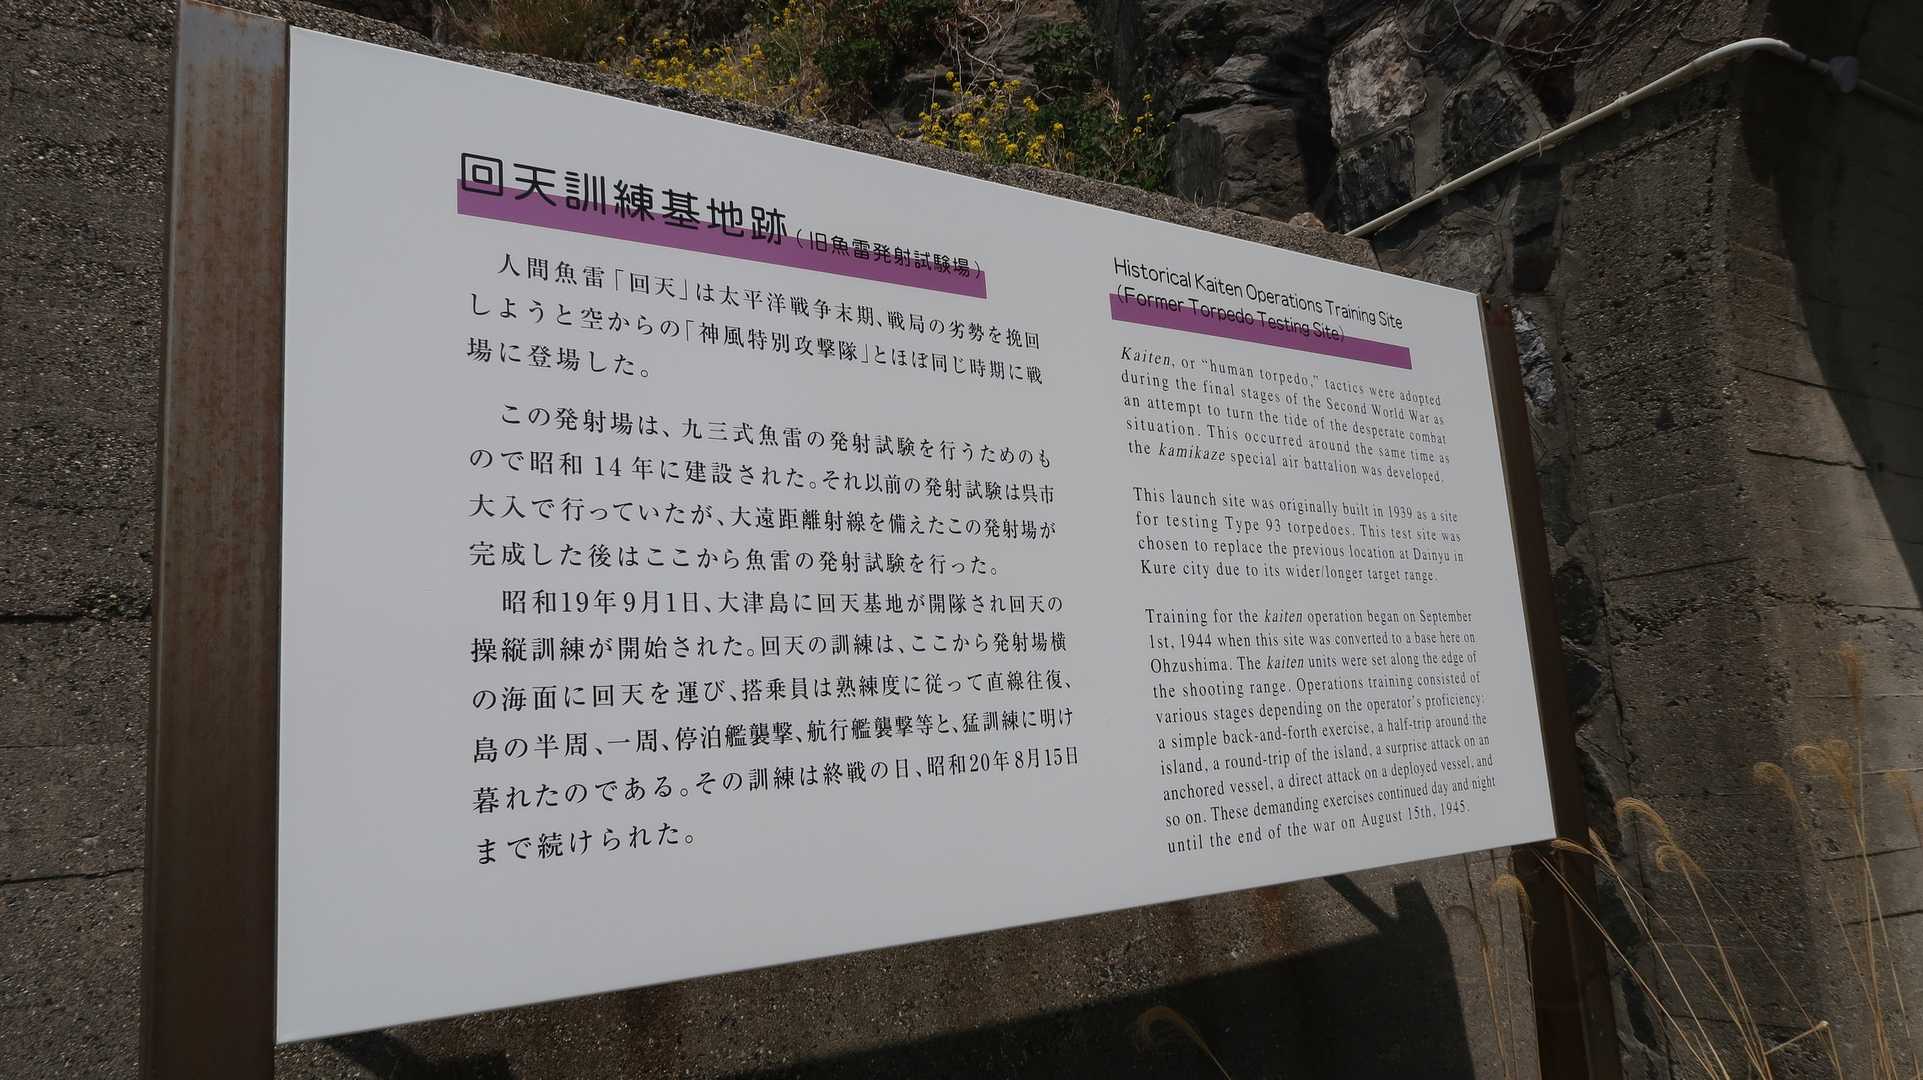 回天訓練基地跡(旧魚雷発射試験場)
人間魚雷「回天」は太平洋戦争末期、戦局の劣勢を挽回
しようと空からの「神風特別攻撃隊」とほぼ同じ時期に戦
場に登場した。
この発射場は、九三式魚雷の発射試験を行うためのも
ので昭和14年に建設された。それ以前の発射試験は呉市
大入で行っていたが、大遠距離射線を備えたこの発射場が
完成した後はここから魚雷の発射試験を行った。
昭和19年9月1日、大津島に回天基地が開隊され回天の
操縦訓練が開始された。回天の訓練は、ここから発射場横
の海面に回天を運び、搭乗員は熟練度に従って直線往復、
島の半周、一周、停泊艦襲撃、航行艦襲撃等と、猛訓練に明け
暮れたのである。その訓練は終戦の日、昭和20年8月15日
まで続けられた。
Historical Kaiten Operations Training Site
(Former Torpedo Testing Site)
Kaiten, or “human torpedo,” tactics were adopted
during the final stages of the Second World War as
an attempt to turn the tide of the desperate combat
situation. This occurred around the same time as
the kamikaze special air battalion was developed.
This launch site was originally built in 1939 as a site
for testing Type 93 torpedoes. This test site was
chosen to replace the previous location at Dainyu in
Kure city due to its wider/longer target range.
Training for the kaiten operation began on September
1st, 1944 when this site was converted to a base here on
Ohzushima. The kaiten units were set along the edge of
the shooting range. Operations training consisted of
various stages depending on the operator's proficiency:
a simple back-and-forth exercise, a half-trip around the
island, a round-trip of the island, a surprise attack on an
anchored vessel, a direct attack on a deployed vessel, and
so on. These demanding exercises continued day and night
until the end of the war on August 15th, 1945.